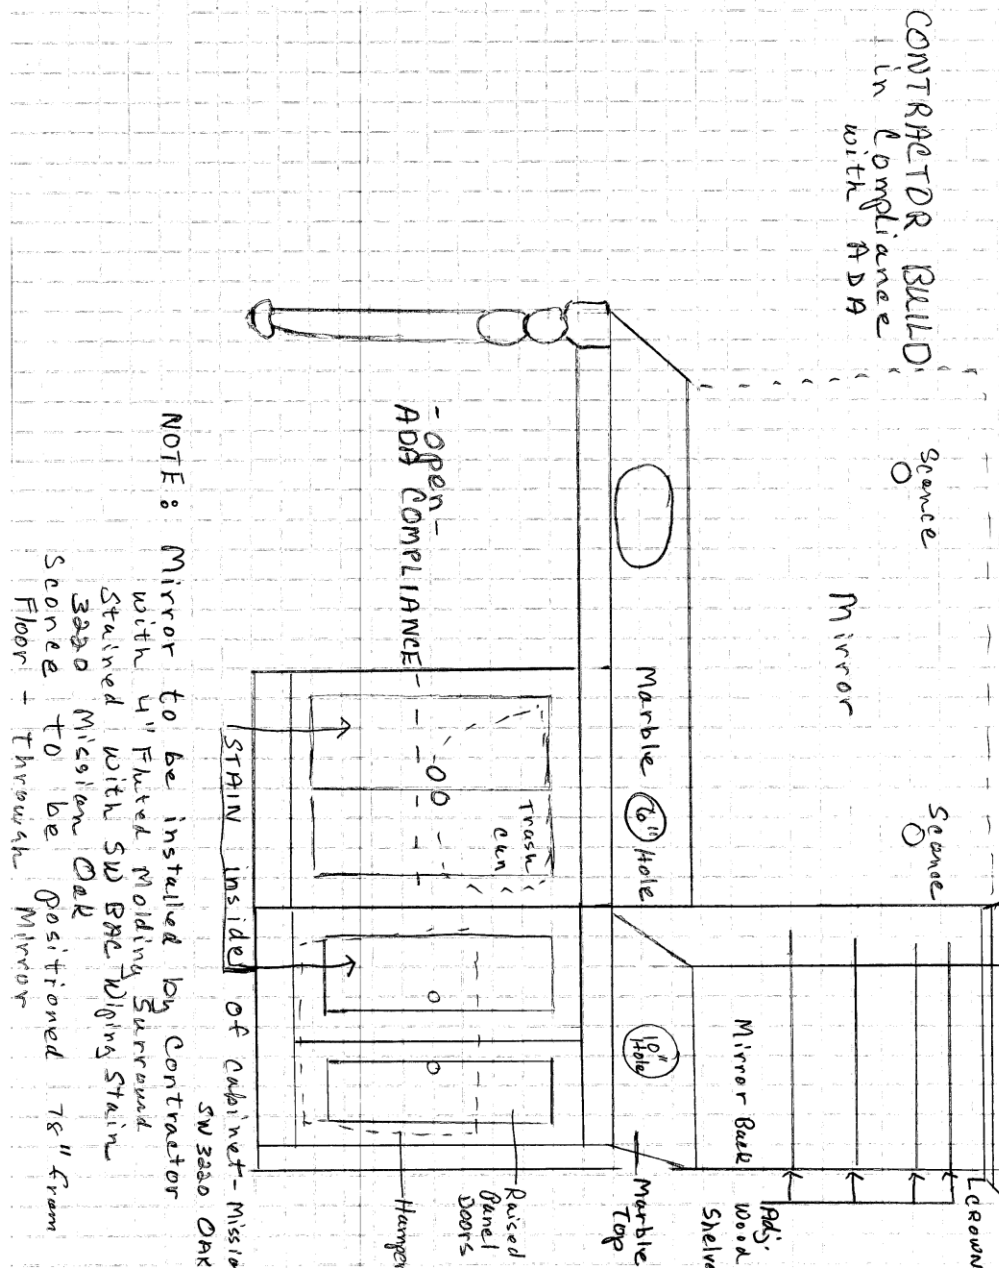 CONTRACTOR BUILD
in Compliance
with ADA
Sconce
Sconce
Mirror
CROWN
Adj.
Wood
Mirror Back
Marble
6" Hole
10"
Hole
Marble
Top
- Open -
ADA COMPLIANCE
Trash
can
Raised
Panel
Doors
Hamper
STAIN inside of cabinet - Missio
SW 3220 OAK
NOTE: Mirror to be installed by Contractor
with 4" Fluted Molding Surround
Stained with SW BAC Wiping Stain
3220 Mission Oak
Sconce to be positioned 78" from
Floor + through Mirror